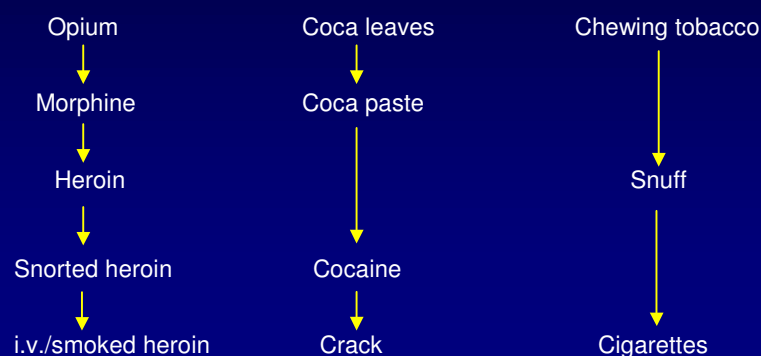 Opium
Morphine
Heroin
Snorted heroin
i.v./smoked heroin
Coca leaves
Coca paste
Cocaine
Crack
Chewing tobacco
Snuff
Cigarettes